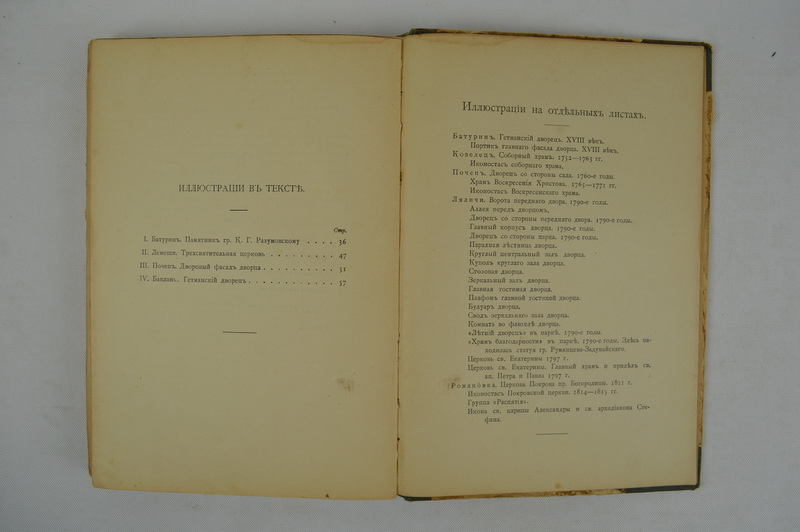 ИЛЛЮСТРАЦІИ ВЪ ТЕКСТѢ.
Стр.
I. Батуринъ. Памятникъ гр. К. Г. Разумовскому . . . . 36
II. Лемеши. Трехсвятительная церковь . . . . . . . . . 47
III. Почепъ. Дворовый фасадъ дворца . . . . . . . . . . 51
IV. Бакланъ. Гетманскій дворецъ . . . . . . . . . . . . 57
Иллюстраціи на отдѣльныхъ листахъ.
Батуринъ. Гетманскій дворецъ. XVIII вѣкъ.
Портикъ главнаго фасада дворца. XVIII вѣкъ.
Козелецъ. Соборный храмъ. 1752—1763 гг.
Иконостасъ соборнаго храма.
Почепъ. Дворецъ со стороны сада. 1760-е годы.
Храмъ Воскресенія Христова. 1765—1771 гг.
Иконостасъ Воскресенскаго храма.
Ляличи. Ворота передняго двора. 1790-е годы.
Аллея передъ дворцомъ.
Дворецъ со стороны передняго двора. 1790-е годы.
Главный корпусъ дворца. 1790-е годы.
Дворецъ со стороны парка. 1790-е годы.
Парадная лѣстница дворца.
Круглый центральный залъ дворца.
Куполъ круглаго зала дворца.
Столовая дворца.
Зеркальный залъ дворца.
Главная гостиная дворца.
Плафонъ главной гостиной дворца.
Будуаръ дворца.
Сводъ зеркальнаго зала дворца.
Комната во флигелѣ дворца.
«Лѣтній дворецъ» въ паркѣ. 1790-е годы.
«Храмъ благодарности» въ паркѣ. 1790-е годы. Здѣсь на-
ходилась статуя гр. Румянцева-Задунайскаго.
Церковь св. Екатерины 1797 г.
Церковь св. Екатерины. Главный храмъ и придѣлъ св.
ап. Петра и Павла 1797 г.
Романовка. Церковь Покрова пр. Богородицы. 1811 г.
Иконостасъ Покровской церкви. 1814—1815 гг.
Группа «Распятія».
Икона св. царицы Александры и св. архидіакона Сте-
фана.